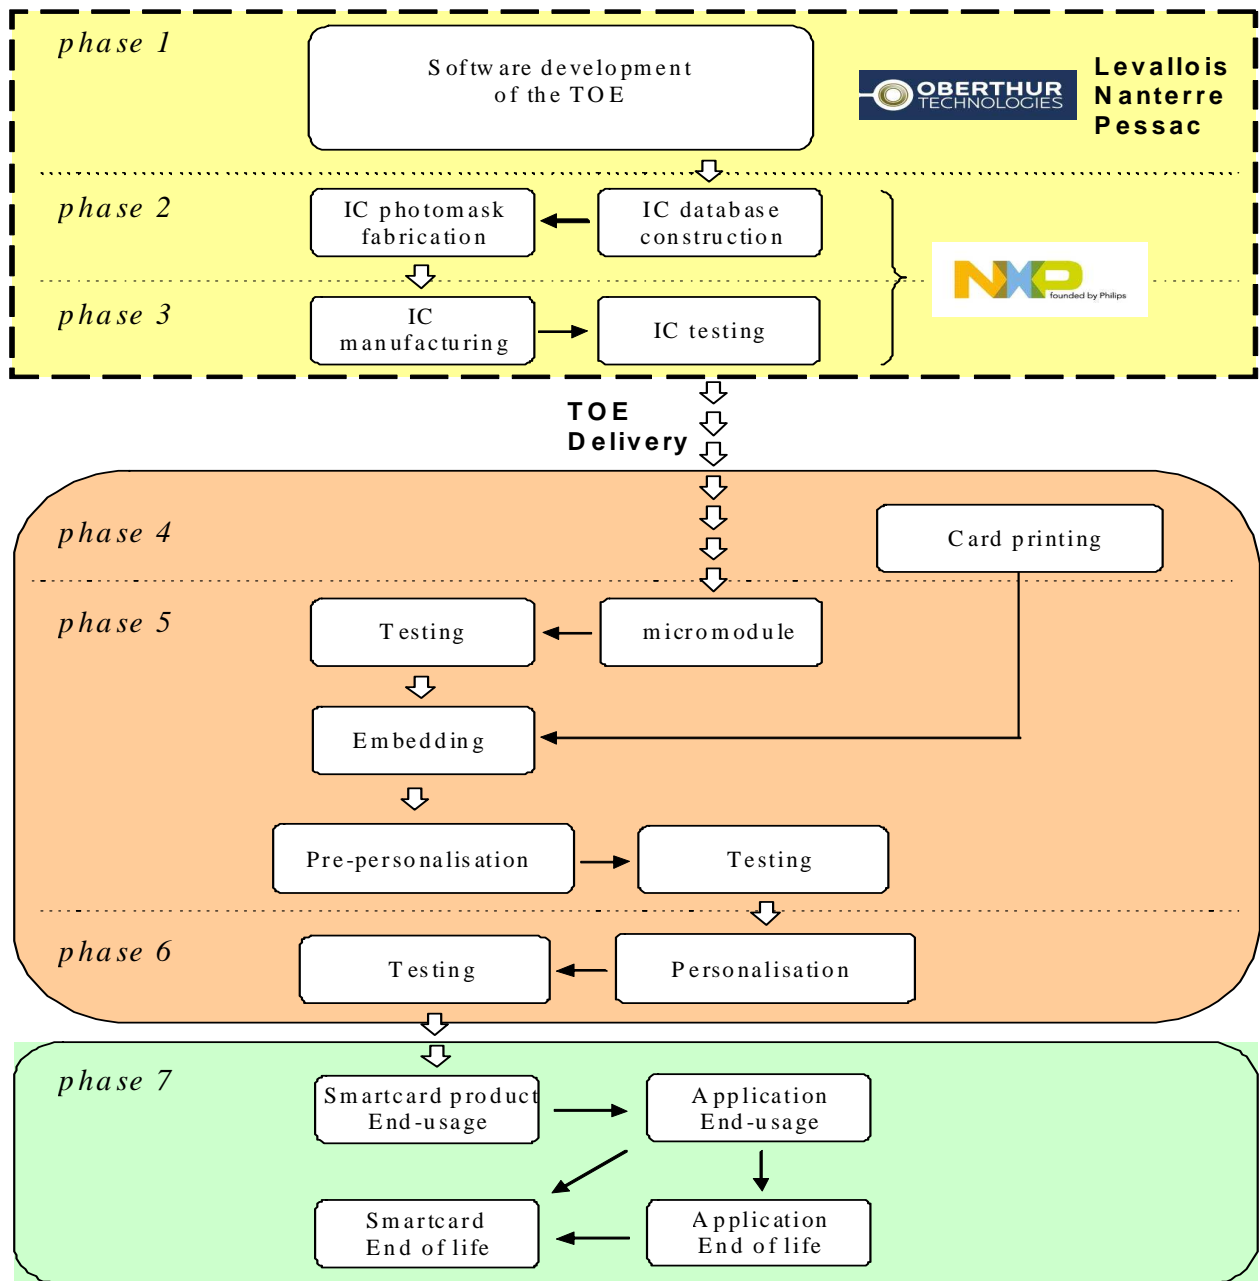 phase 1
Software development
of the TOE
OBERTHUR
TECHNOLOGIES
Levallois
Nanterre
Pessac
phase 2
IC photomask
fabrication
IC database
construction
NXP
founded by Philips
phase 3
IC
manufacturing
IC testing
TOE
Delivery
phase 4
Card printing
phase 5
Testing
micromodule
Embedding
Pre-personalisation
Testing
phase 6
Testing
Personalisation
phase 7
Smartcard product
End-usage
Application
End-usage
Smartcard
End of life
Application
End of life